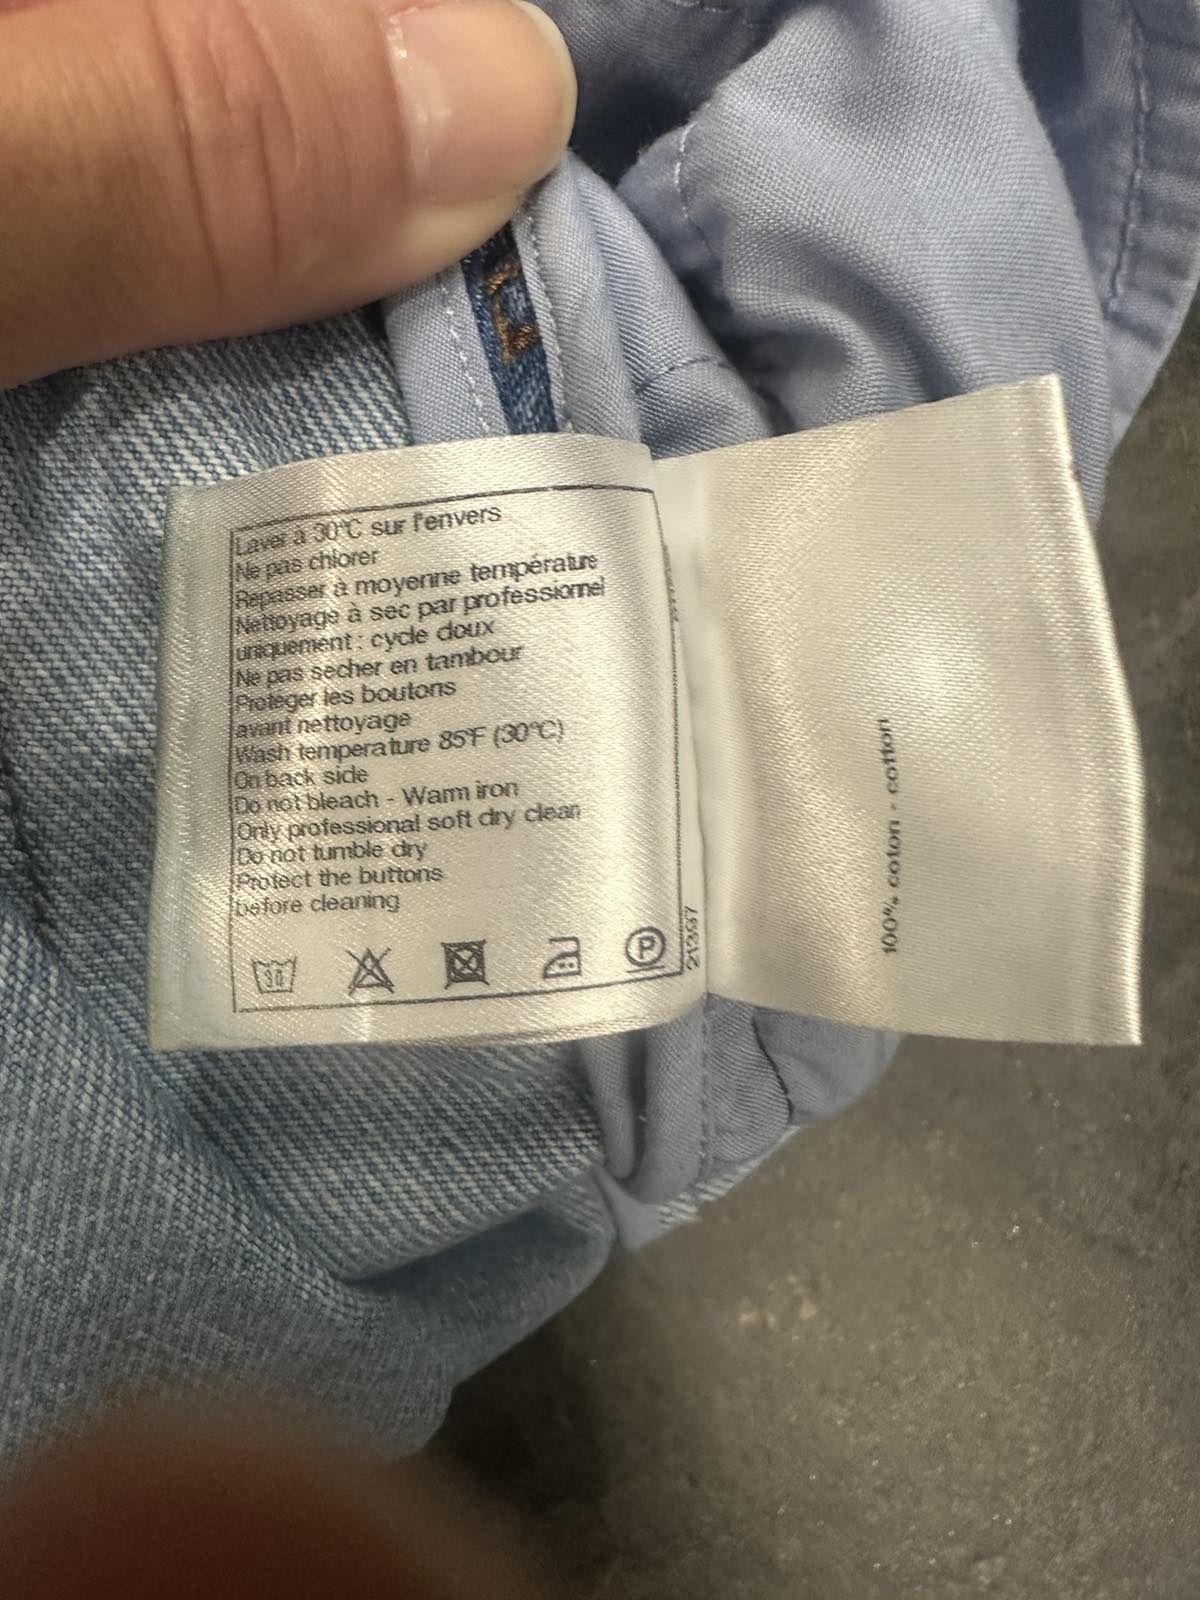 Laver à 30°C sur l'envers
Ne pas chlorer
Repasser à moyenne température
Nettoyage à sec par professionnel
uniquement : cycle doux
Ne pas secher en tambour
Protéger les boutons
avant nettoyage
Wash temperature 85°F (30°C)
On back side
Do not bleach - Warm iron
Only professional soft dry clean
Do not tumble dry
Protect the buttons
before cleaning
30
P
100% coton - cotton